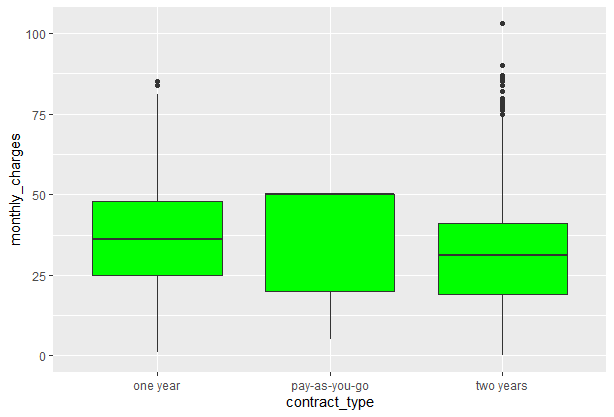 monthly_charges
100
75
50
25
0
one year
pay-as-you-go
two years
contract_type